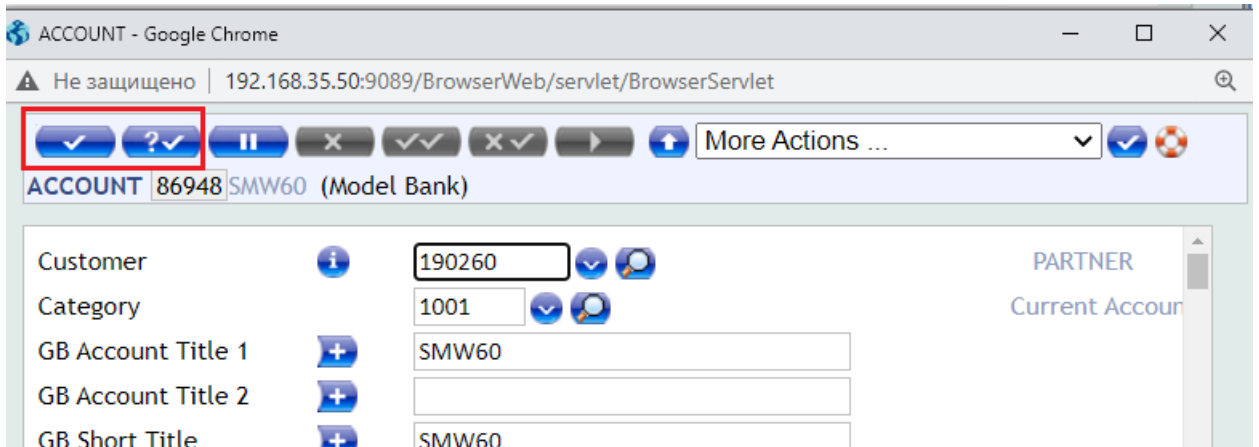 ACCOUNT - Google Chrome
Не защищено 192.168.35.50:9089/BrowserWeb/servlet/BrowserServlet
More Actions ...
ACCOUNT 86948 SMW60 (Model Bank)
Customer 190260 PARTNER
Category 1001 Current Accoun
GB Account Title 1 SMW60
GB Account Title 2
GB Short Title SMW60